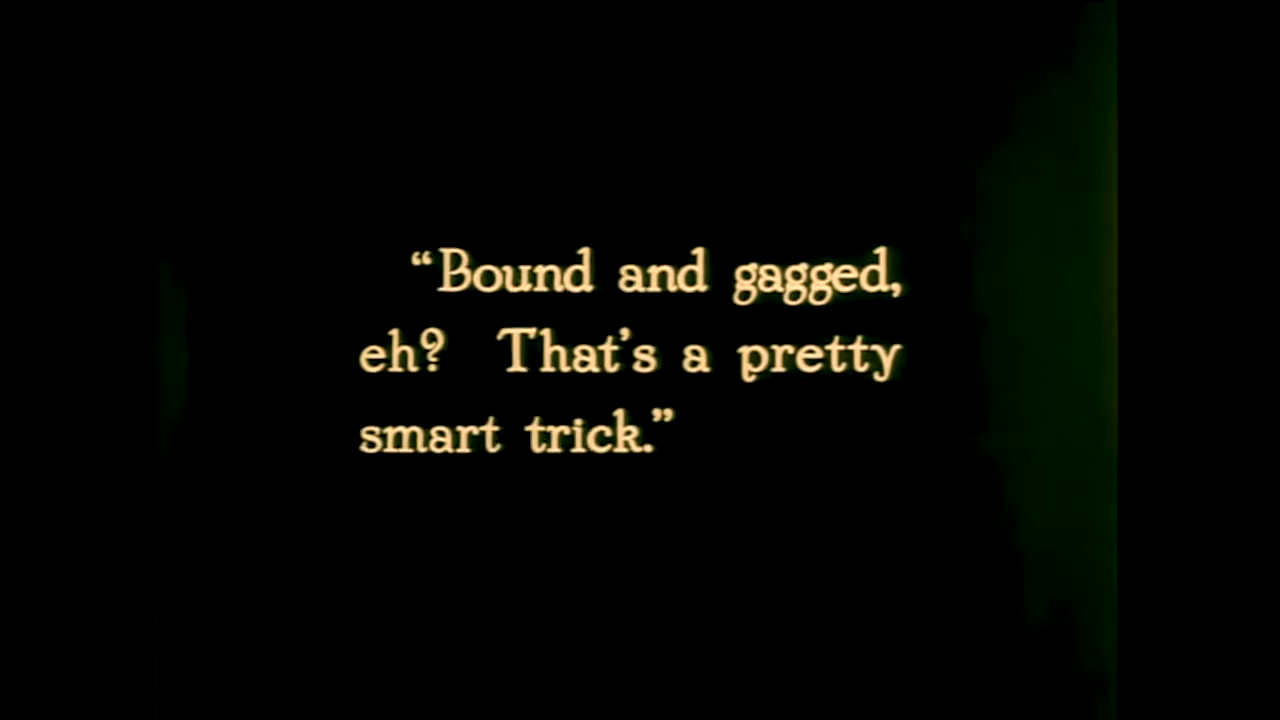 “Bound and gagged,
eh? That’s a pretty
smart trick.”